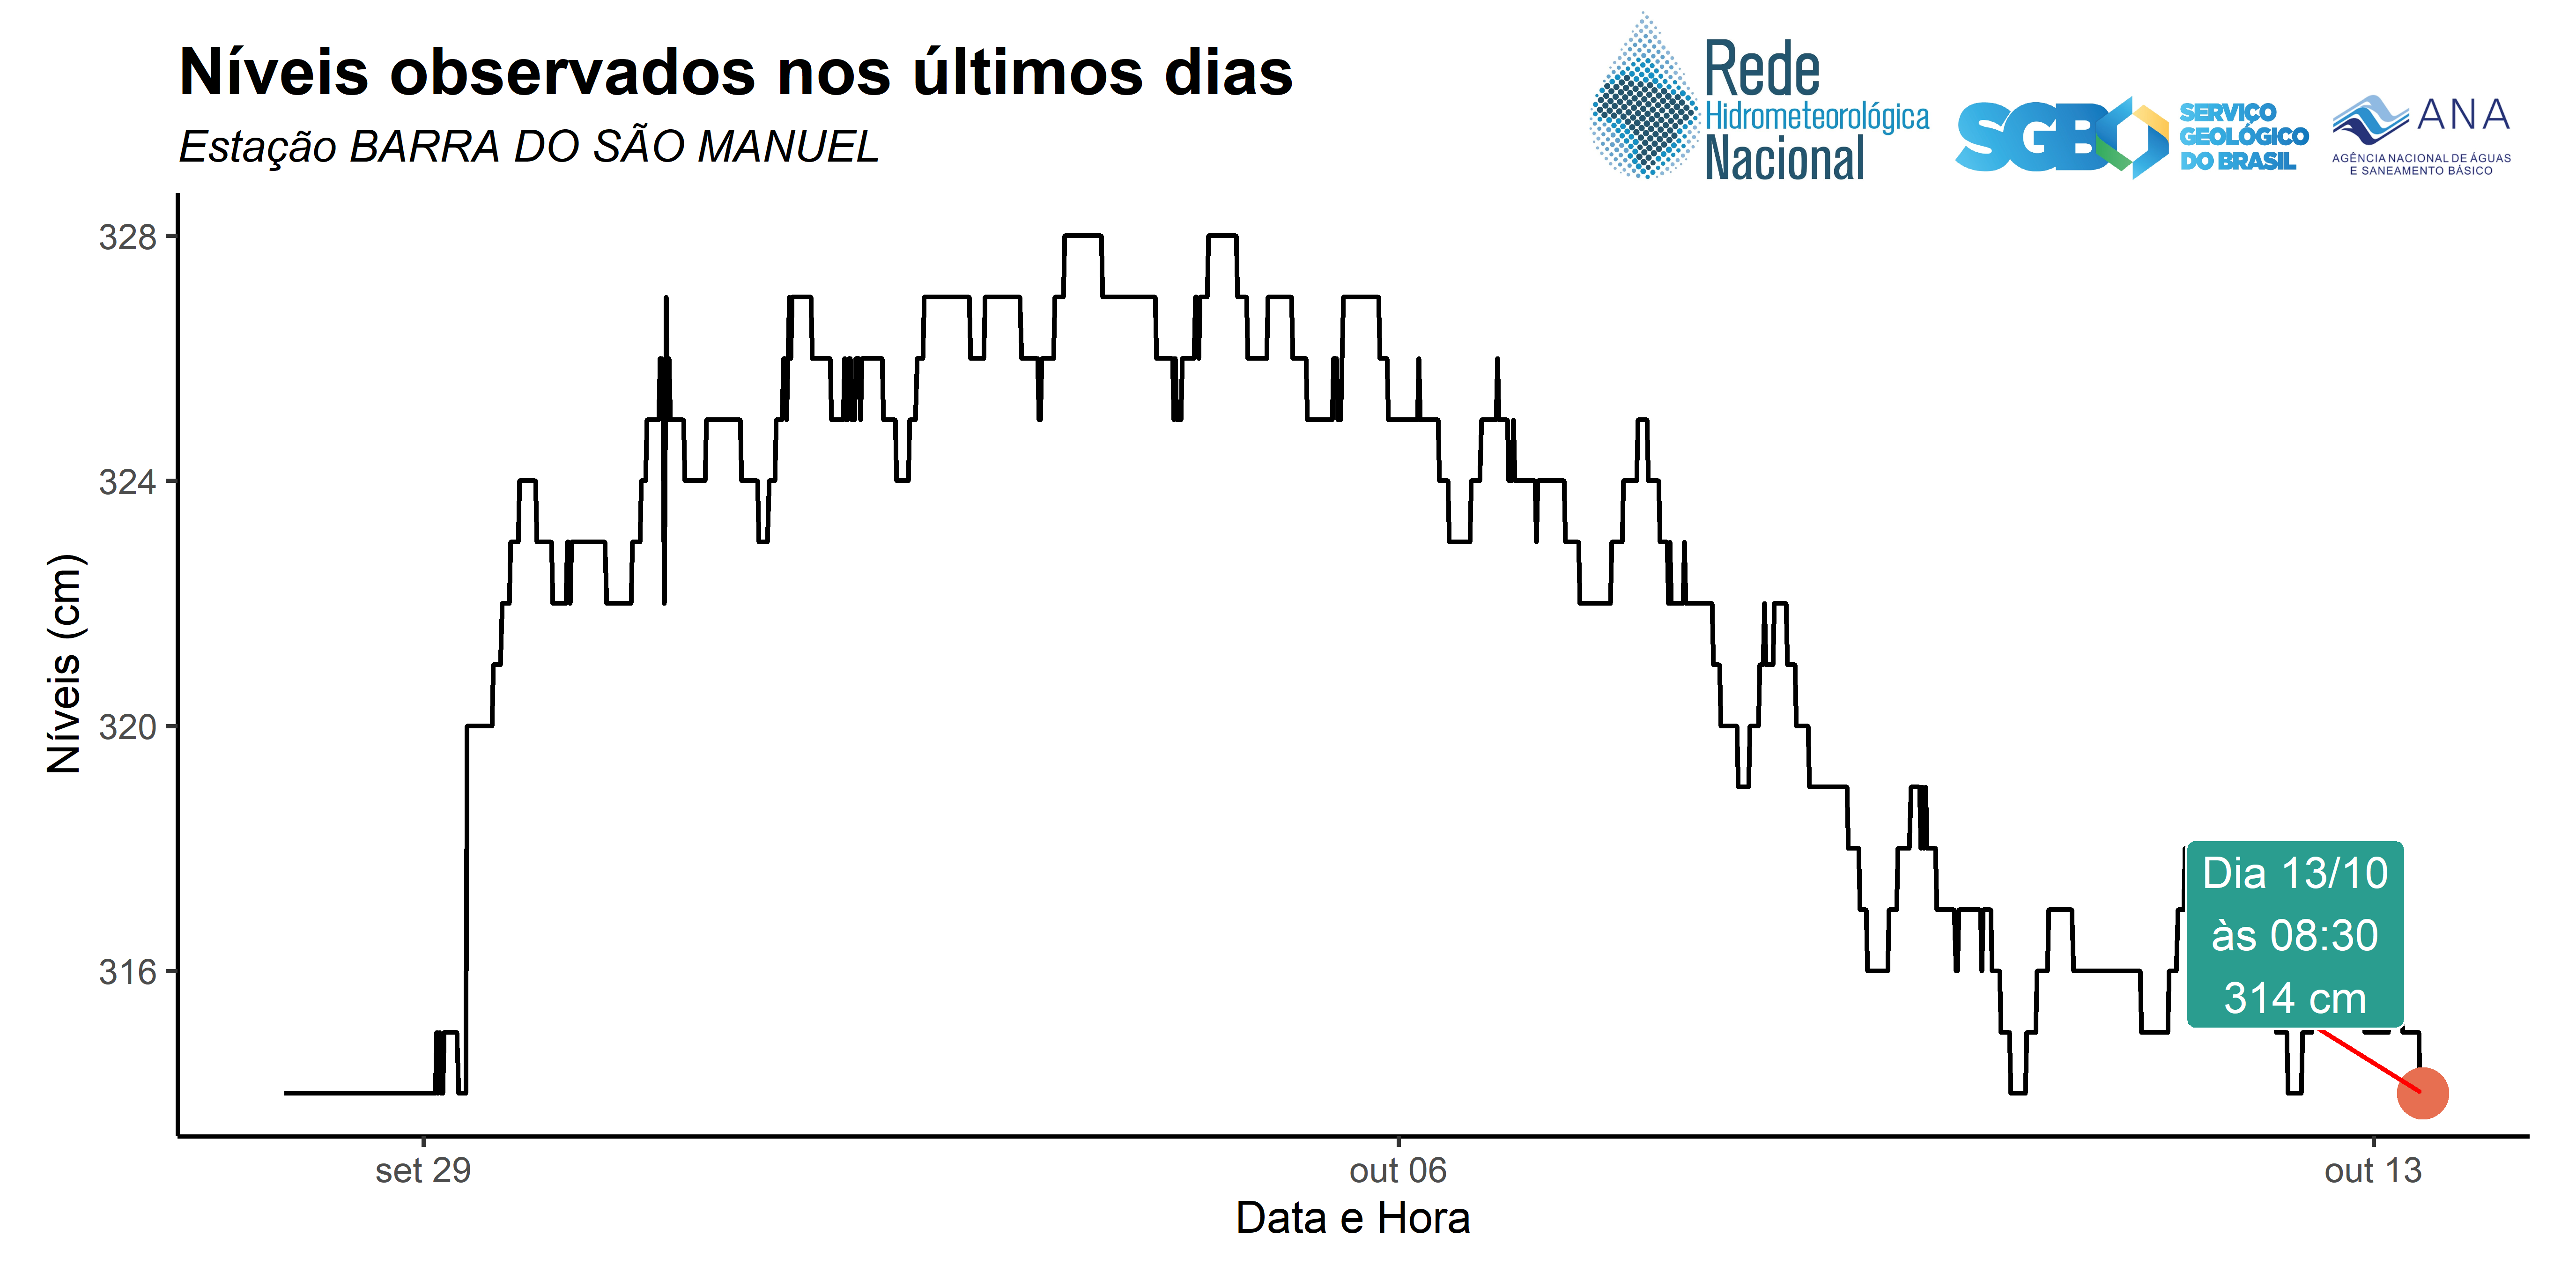 Níveis observados nos últimos dias
Estação BARRA DO SÃO MANUEL
Rede
Hidrometeorológica
Nacional
SGB
SERVIÇO
GEOLÓGICO
DO BRASIL
ANA
AGÊNCIA NACIONAL DE ÁGUAS
E SANEAMENTO BÁSICO
Níveis (cm)
328
324
320
316
Dia 13/10
às 08:30
314 cm
set 29
out 06
out 13
Data e Hora